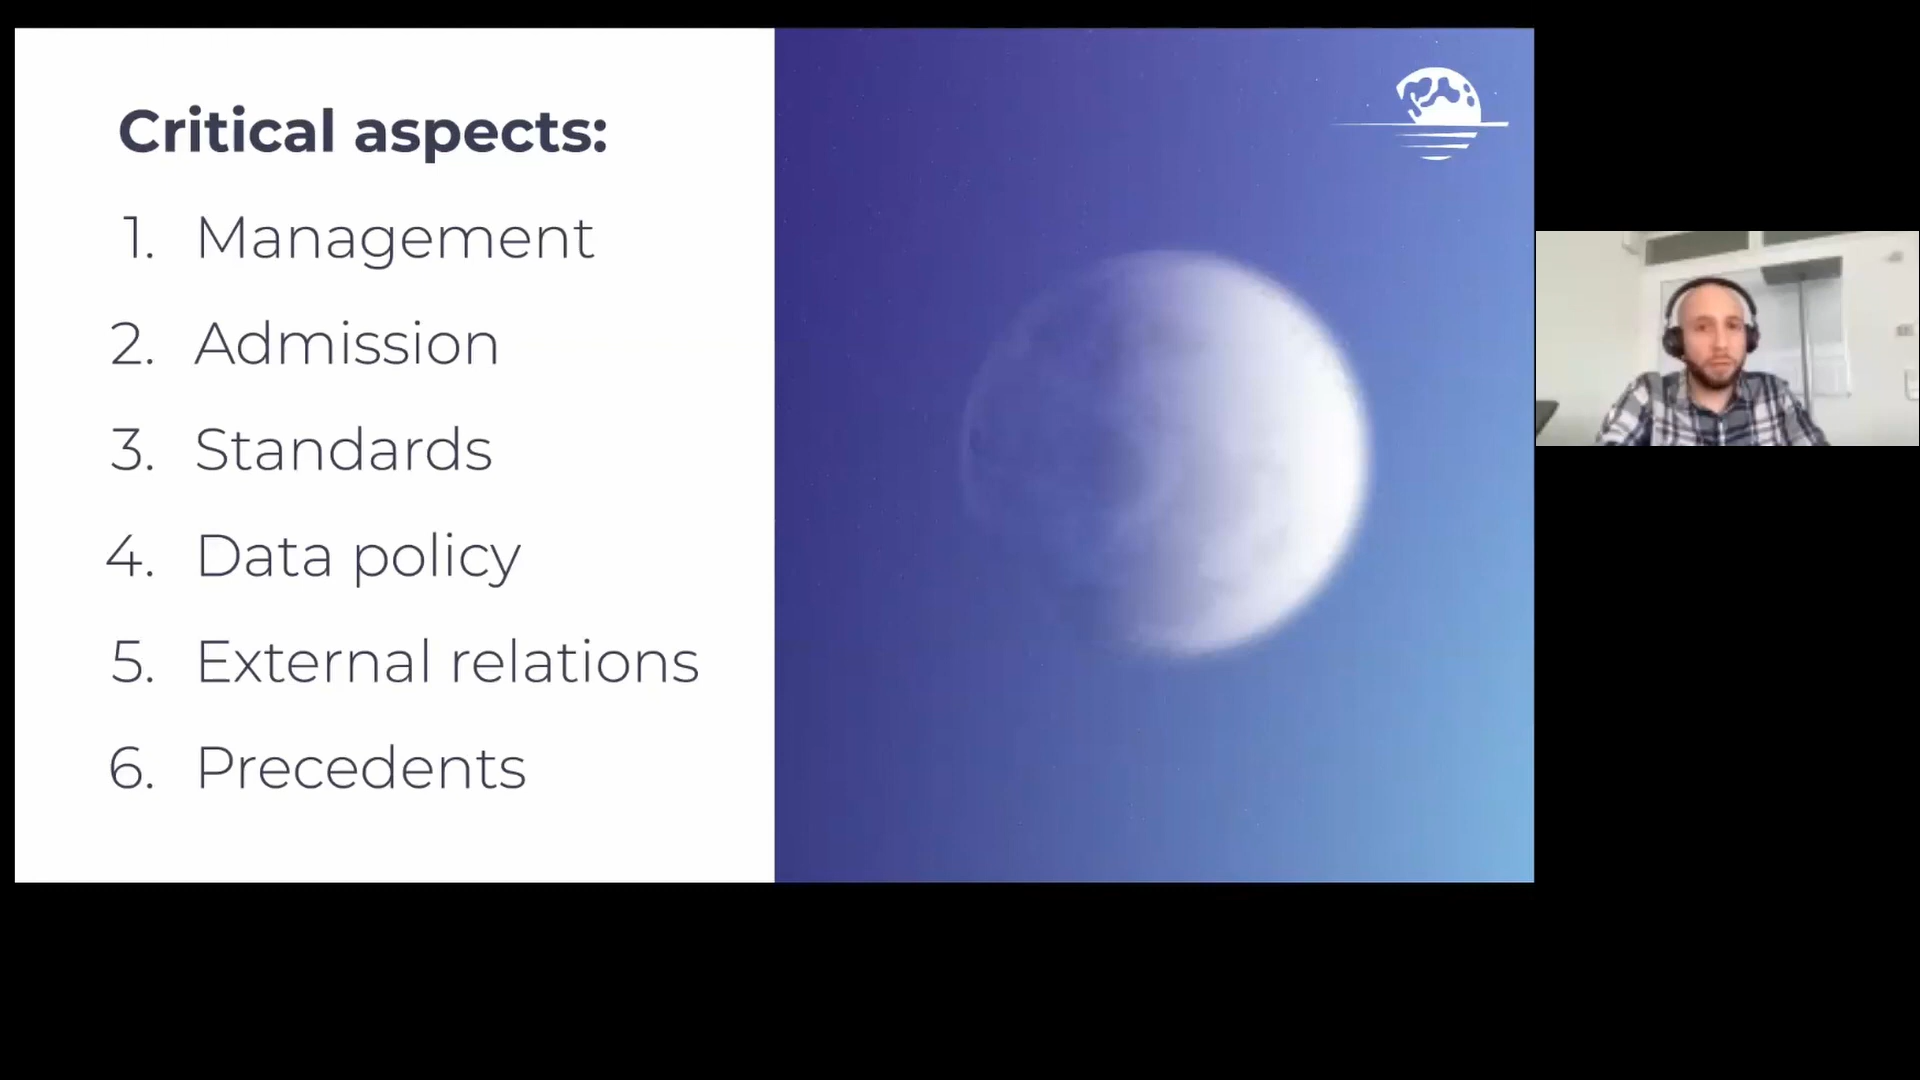 Critical aspects:
1. Management
2. Admission
3. Standards
4. Data policy
5. External relations
6. Precedents